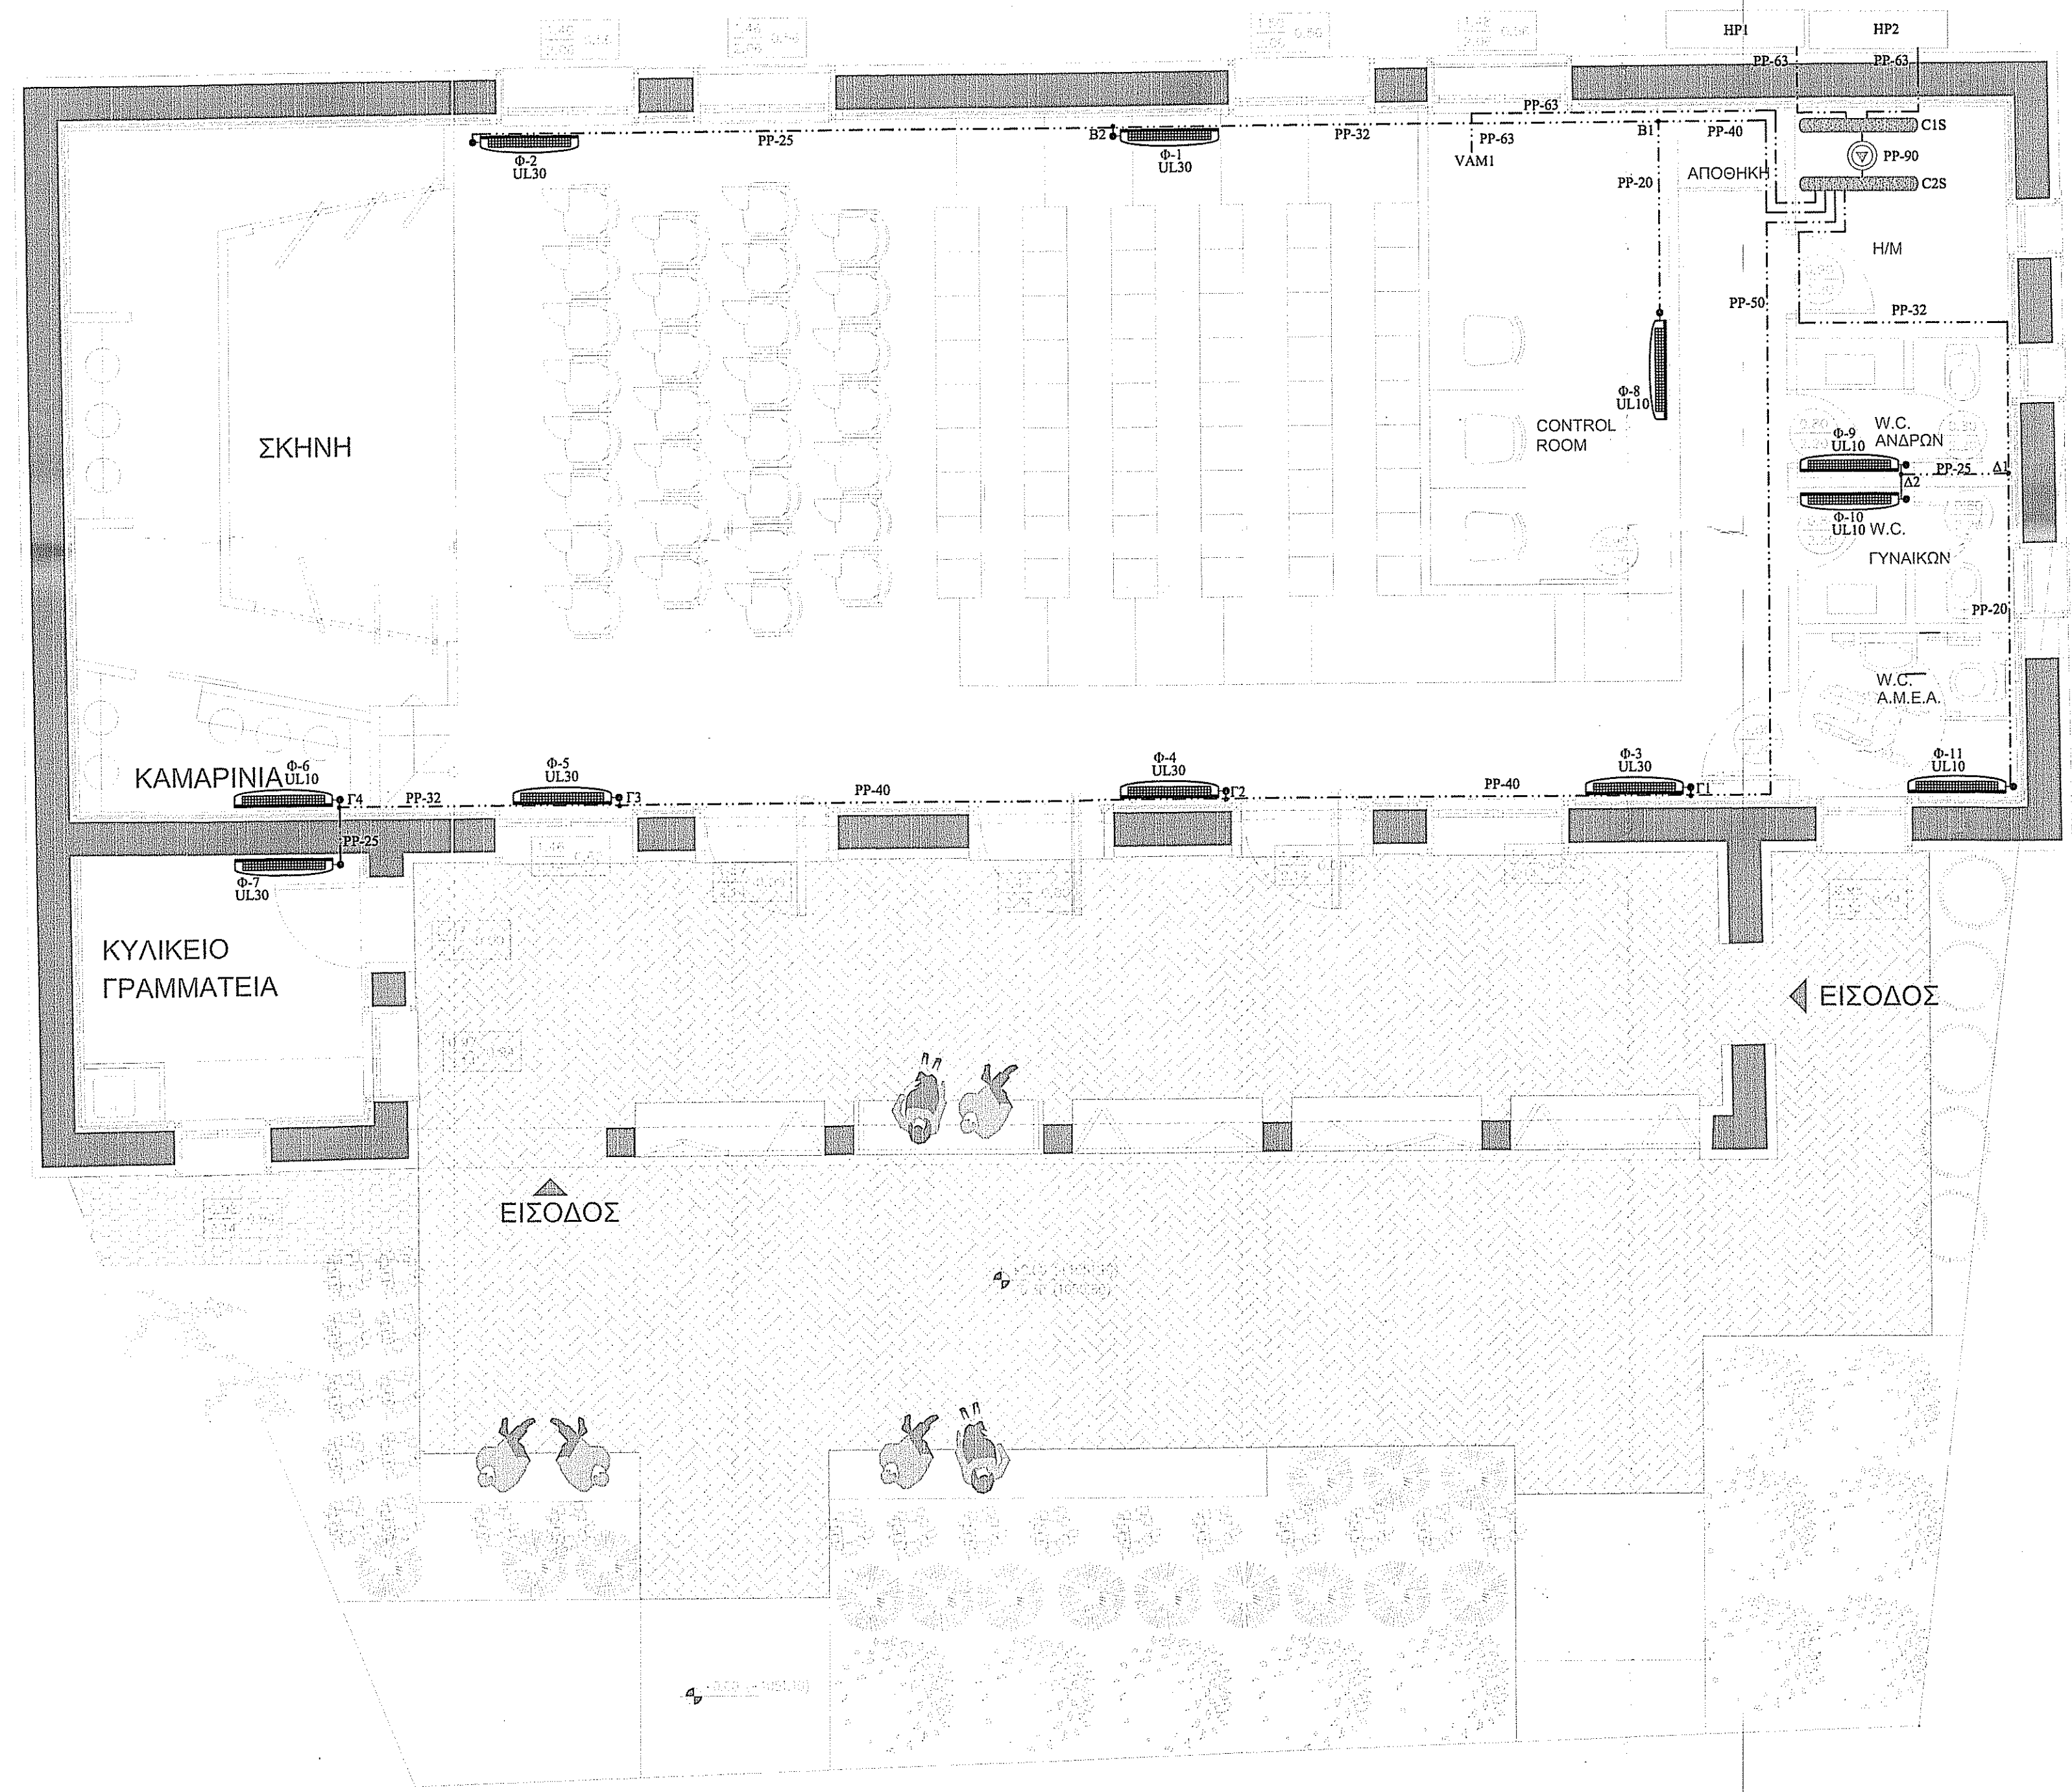 HP1
HP2
PP-63
PP-63
PP-63
PP-25
B2
PP-32
PP-63
VAM1
B1
PP-40
C1S
PP-90
C2S
Φ-2
UL30
Φ-1
UL30
PP-20
ΑΠΟΘΗΚΗ
Η/Μ
PP-50
PP-32
Φ-8
UL10
CONTROL
ROOM
ΣΚΗΝΗ
W.C.
ΑΝΔΡΩΝ
Φ-9
UL10
PP-25
Δ1
Δ2
Φ-10
UL10
W.C.
ΓΥΝΑΙΚΩΝ
PP-20
W.C.
Α.Μ.Ε.Α.
ΚΑΜΑΡΙΝΙΑ
Φ-6
UL10
Γ4
PP-32
Φ-5
UL30
Γ3
PP-40
Φ-4
UL30
Γ2
PP-40
Φ-3
UL30
Γ1
Φ-11
UL10
PP-25
Φ-7
UL30
ΚΥΛΙΚΕΙΟ
ΓΡΑΜΜΑΤΕΙΑ
ΕΙΣΟΔΟΣ
ΕΙΣΟΔΟΣ